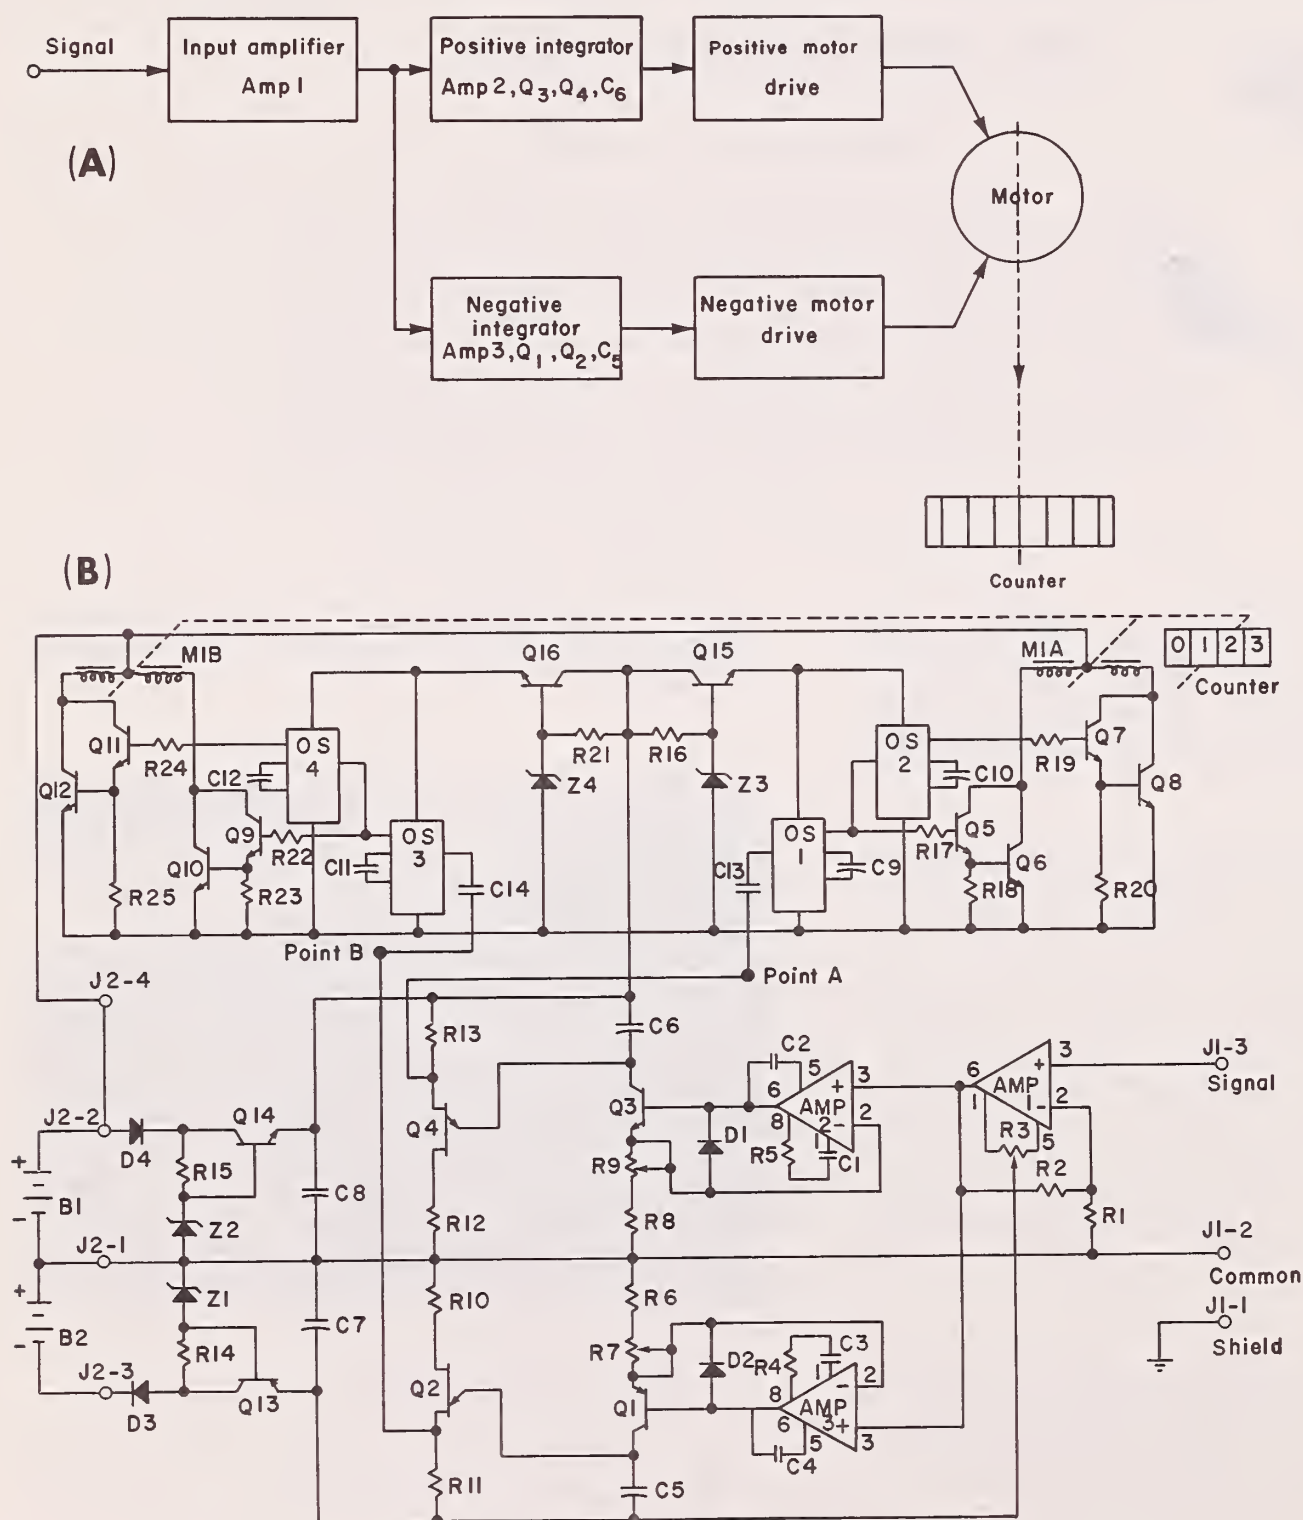 Signal
Input amplifier
Amp 1
Positive integrator
Amp 2, Q3, Q4, C6
Positive motor
drive
(A)
Motor
Negative
integrator
Amp 3, Q1, Q2, C5
Negative motor
drive
Counter
(B)
M1B
Q16
Q15
M1A
0 1 2 3
Counter
Q11
R24
C12
OS
4
R21
R16
OS
2
C10
R19
Q7
Q12
Z4
Z3
Q8
Q9
R22
C11
OS
3
OS
1
C9
R17
Q5
Q10
R25
R23
C14
C13
R18
Q6
R20
Point B
Point A
J2-4
R13
C6
C2
5
6
+
3
AMP
2
2
-
8
1
R5
C1
6
+
3
AMP
1
-
2
1
5
R3
J1-3
Signal
J2-2
Q14
Q4
Q3
D1
R9
R2
D4
R15
C8
R12
R8
R1
+
B1
-
Z2
J2-1
J1-2
Common
+
B2
-
Z1
R10
R6
J1-1
Shield
C7
R14
R7
D2
R4
C3
1
-
2
8
AMP
3
+
6
5
3
C4
J2-3
D3
Q13
Q2
Q1
R11
C5